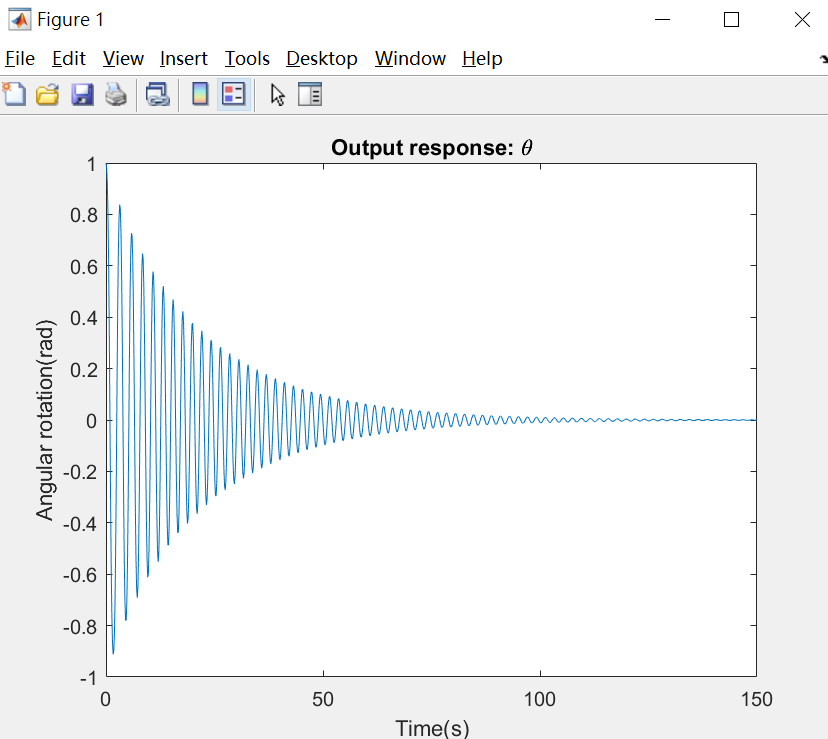 Figure 1
File Edit View Insert Tools Desktop Window Help
Output response: θ
1
0.8
0.6
0.4
0.2
0
-0.2
-0.4
-0.6
-0.8
-1
Angular rotation(rad)
0 50 100 150
Time(s)